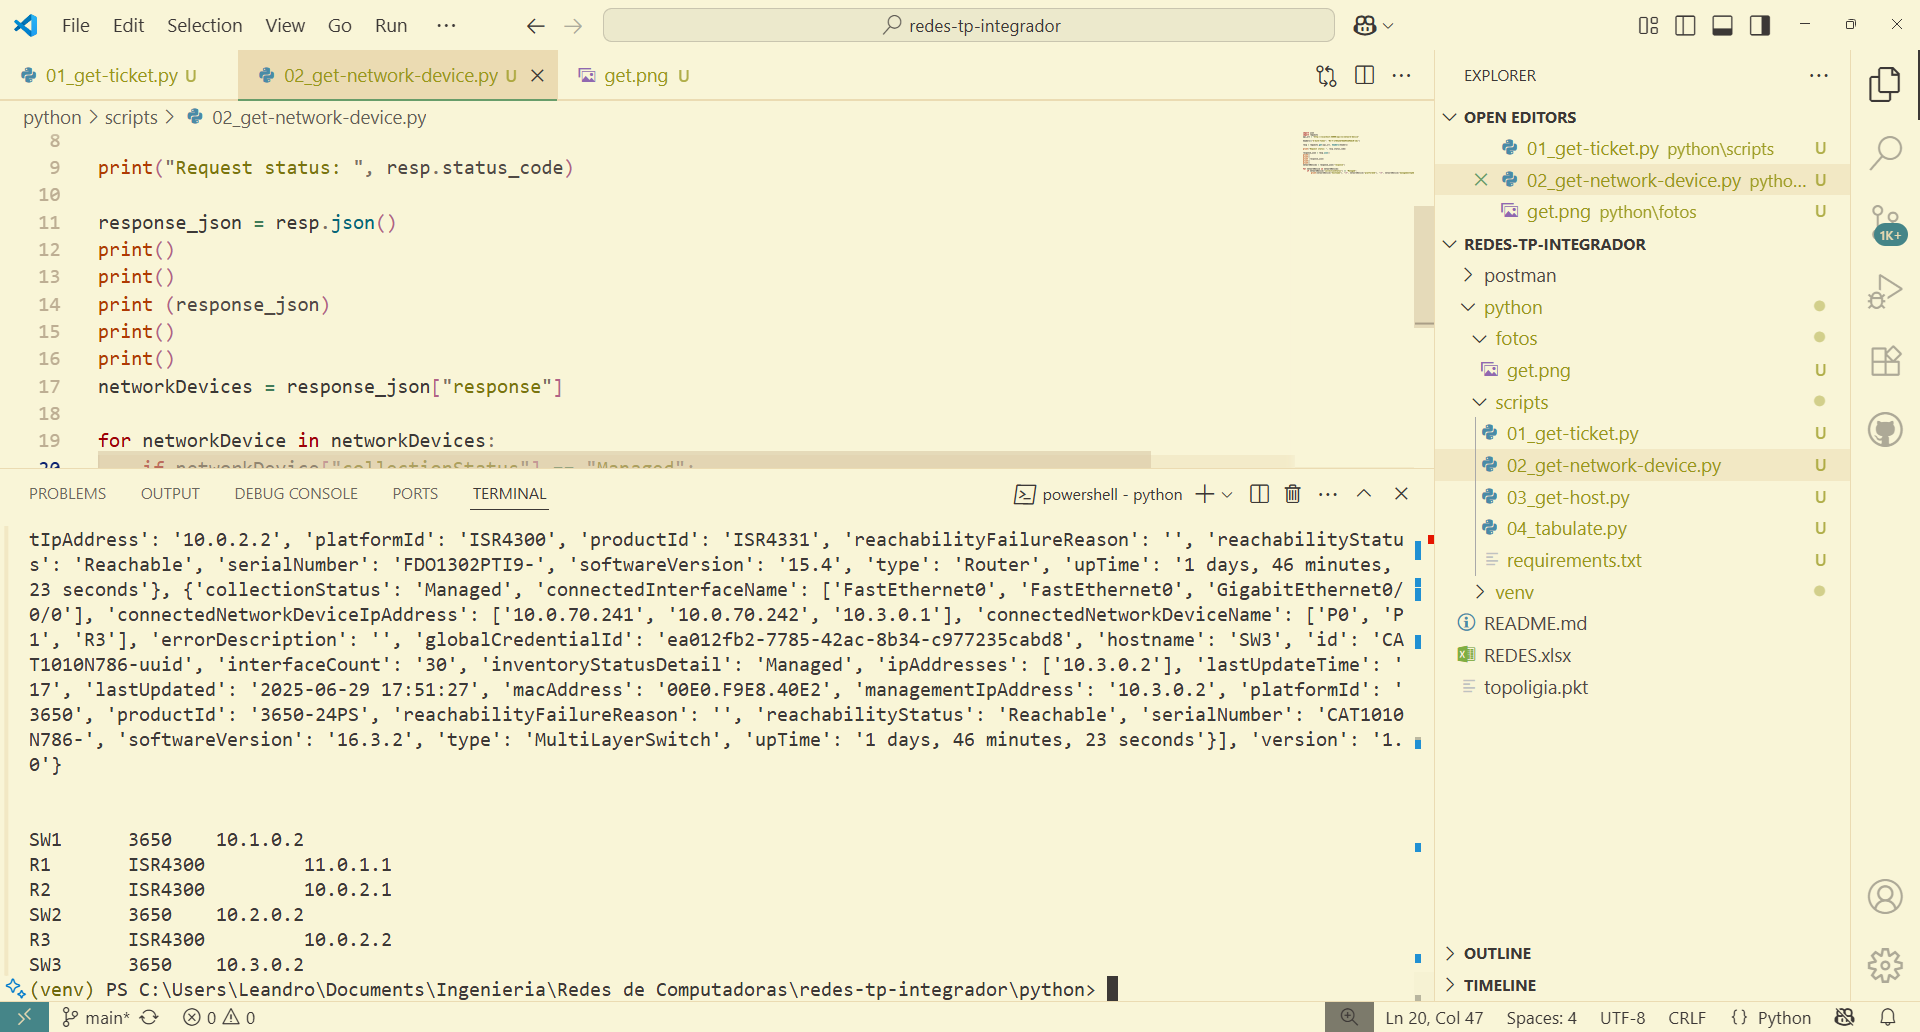 File Edit Selection View Go Run ···
redes-tp-integrador
01_get-ticket.py U
02_get-network-device.py U
get.png U
python > scripts > 02_get-network-device.py
8
9 print("Request status: ", resp.status_code)
10
11 response_json = resp.json()
12 print()
13 print()
14 print (response_json)
15 print()
16 print()
17 networkDevices = response_json["response"]
18
19 for networkDevice in networkDevices:
20 if networkDevice["collectionStatus"] == "Managed":
PROBLEMS OUTPUT DEBUG CONSOLE PORTS TERMINAL
powershell - python
tIpAddress': '10.0.2.2', 'platformId': 'ISR4300', 'productId': 'ISR4331', 'reachabilityFailureReason': '', 'reachabilityStatu
s': 'Reachable', 'serialNumber': 'FDO1302PTI9-', 'softwareVersion': '15.4', 'type': 'Router', 'upTime': '1 days, 46 minutes,
23 seconds'}, {'collectionStatus': 'Managed', 'connectedInterfaceName': ['FastEthernet0', 'FastEthernet0', 'GigabitEthernet0/
0/0'], 'connectedNetworkDeviceIpAddress': ['10.0.70.241', '10.0.70.242', '10.3.0.1'], 'connectedNetworkDeviceName': ['P0', 'P
1', 'R3'], 'errorDescription': '', 'globalCredentialId': 'ea012fb2-7785-42ac-8b34-c977235cabd8', 'hostname': 'SW3', 'id': 'CA
T1010N786-uuid', 'interfaceCount': '30', 'inventoryStatusDetail': 'Managed', 'ipAddresses': ['10.3.0.2'], 'lastUpdateTime': '
17', 'lastUpdated': '2025-06-29 17:51:27', 'macAddress': '00E0.F9E8.40E2', 'managementIpAddress': '10.3.0.2', 'platformId': '
3650', 'productId': '3650-24PS', 'reachabilityFailureReason': '', 'reachabilityStatus': 'Reachable', 'serialNumber': 'CAT1010
N786-', 'softwareVersion': '16.3.2', 'type': 'MultiLayerSwitch', 'upTime': '1 days, 46 minutes, 23 seconds'}], 'version': '1.
0'}
SW1 3650 10.1.0.2
R1 ISR4300 11.0.1.1
R2 ISR4300 10.0.2.1
SW2 3650 10.2.0.2
R3 ISR4300 10.0.2.2
SW3 3650 10.3.0.2
(venv) PS C:\Users\Leandro\Documents\Ingenieria\Redes de Computadoras\redes-tp-integrador\python>
EXPLORER
OPEN EDITORS
01_get-ticket.py python\scripts U
02_get-network-device.py pytho... U
get.png python\fotos U
REDES-TP-INTEGRADOR
postman
python
fotos
get.png U
scripts
01_get-ticket.py U
02_get-network-device.py U
03_get-host.py U
04_tabulate.py U
requirements.txt U
venv
README.md
REDES.xlsx
topoligia.pkt
OUTLINE
TIMELINE
1K+
main* 0 0
Ln 20, Col 47 Spaces: 4 UTF-8 CRLF {} Python